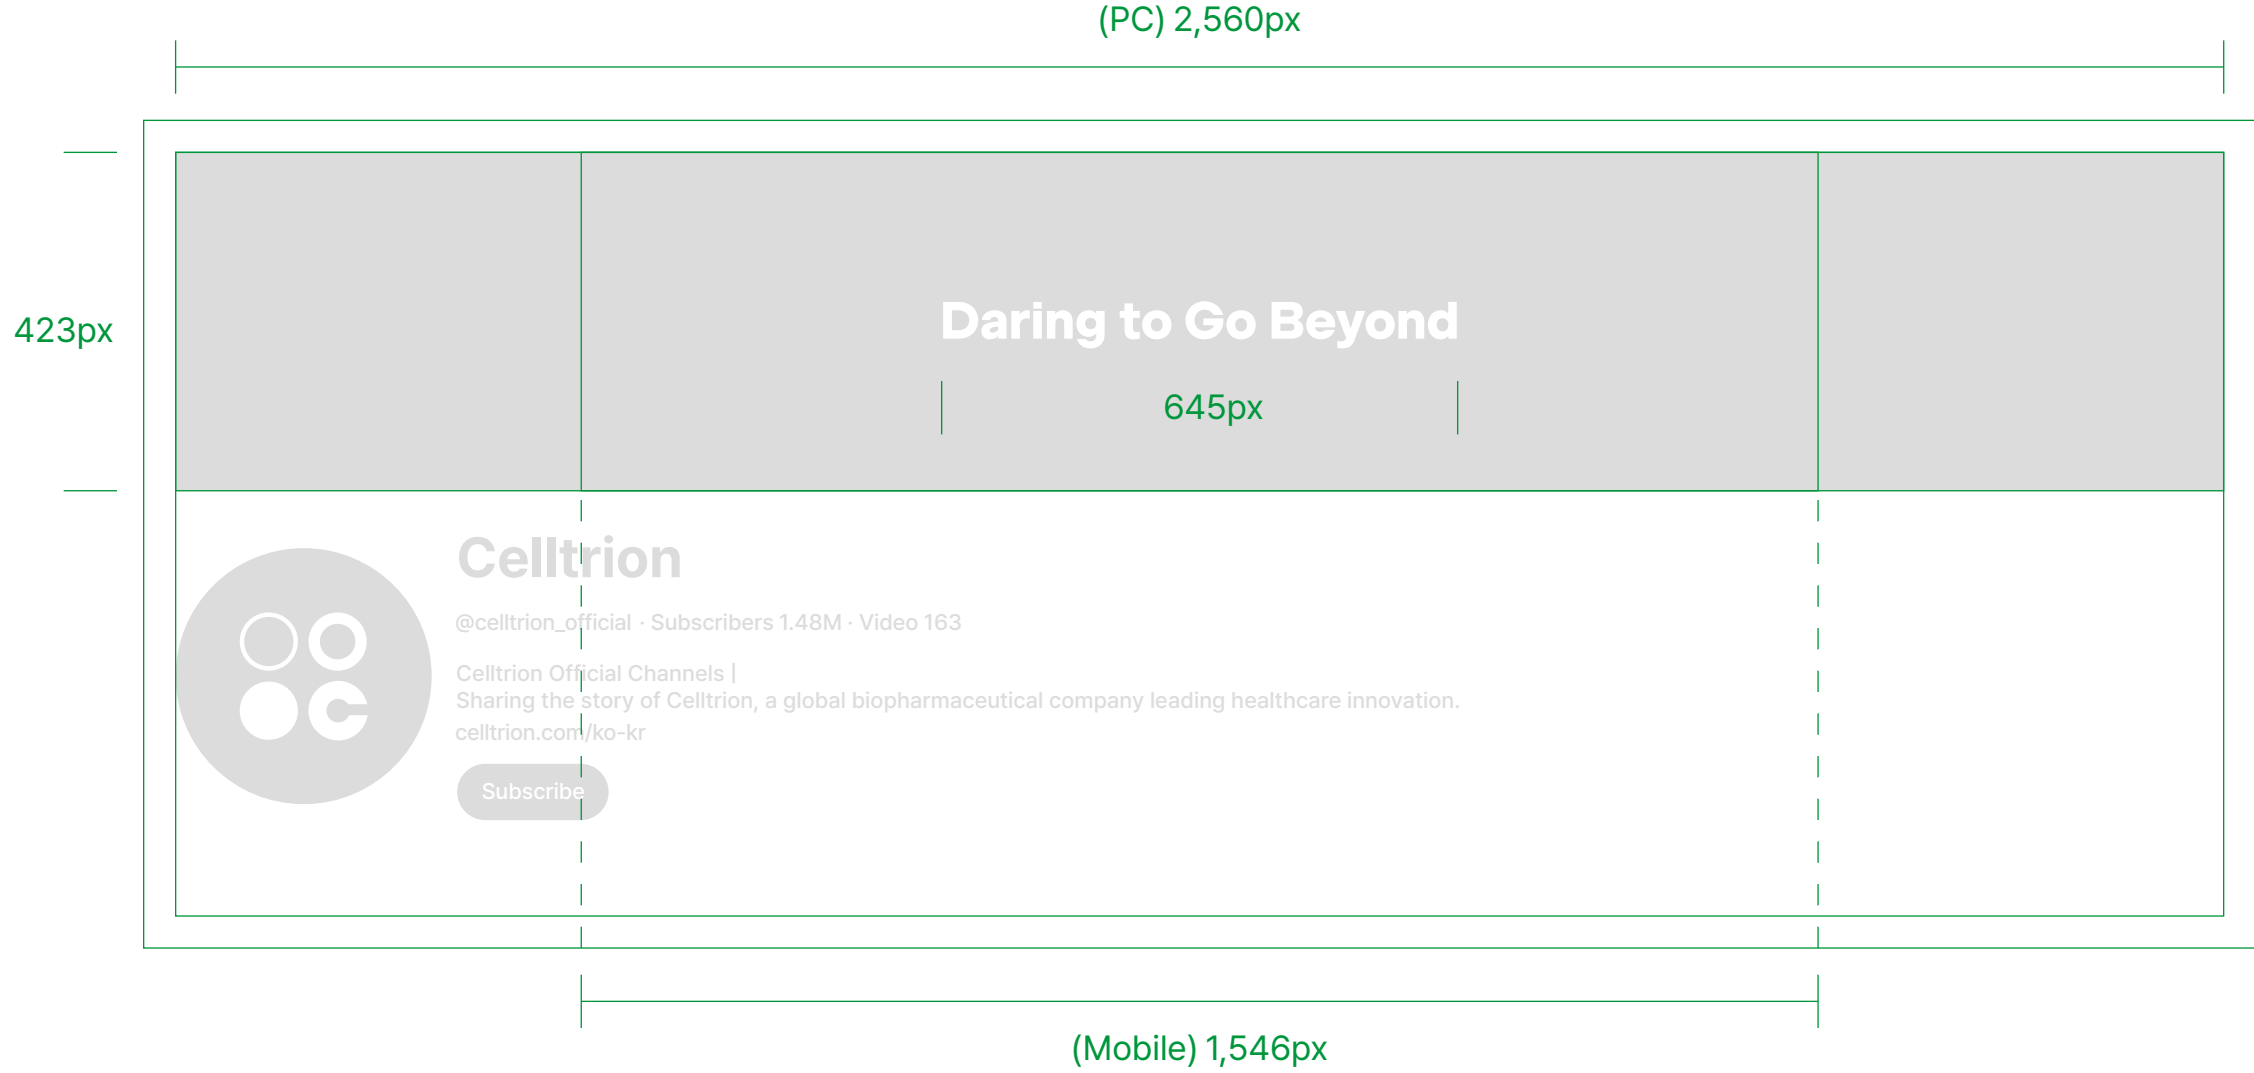 (PC) 2,560px
423px
Daring to Go Beyond
645px
Celltrion
@celltrion_official · Subscribers 1.48M · Video 163
Celltrion Official Channels |
Sharing the story of Celltrion, a global biopharmaceutical company leading healthcare innovation.
celltrion.com/ko-kr
Subscribe
(Mobile) 1,546px